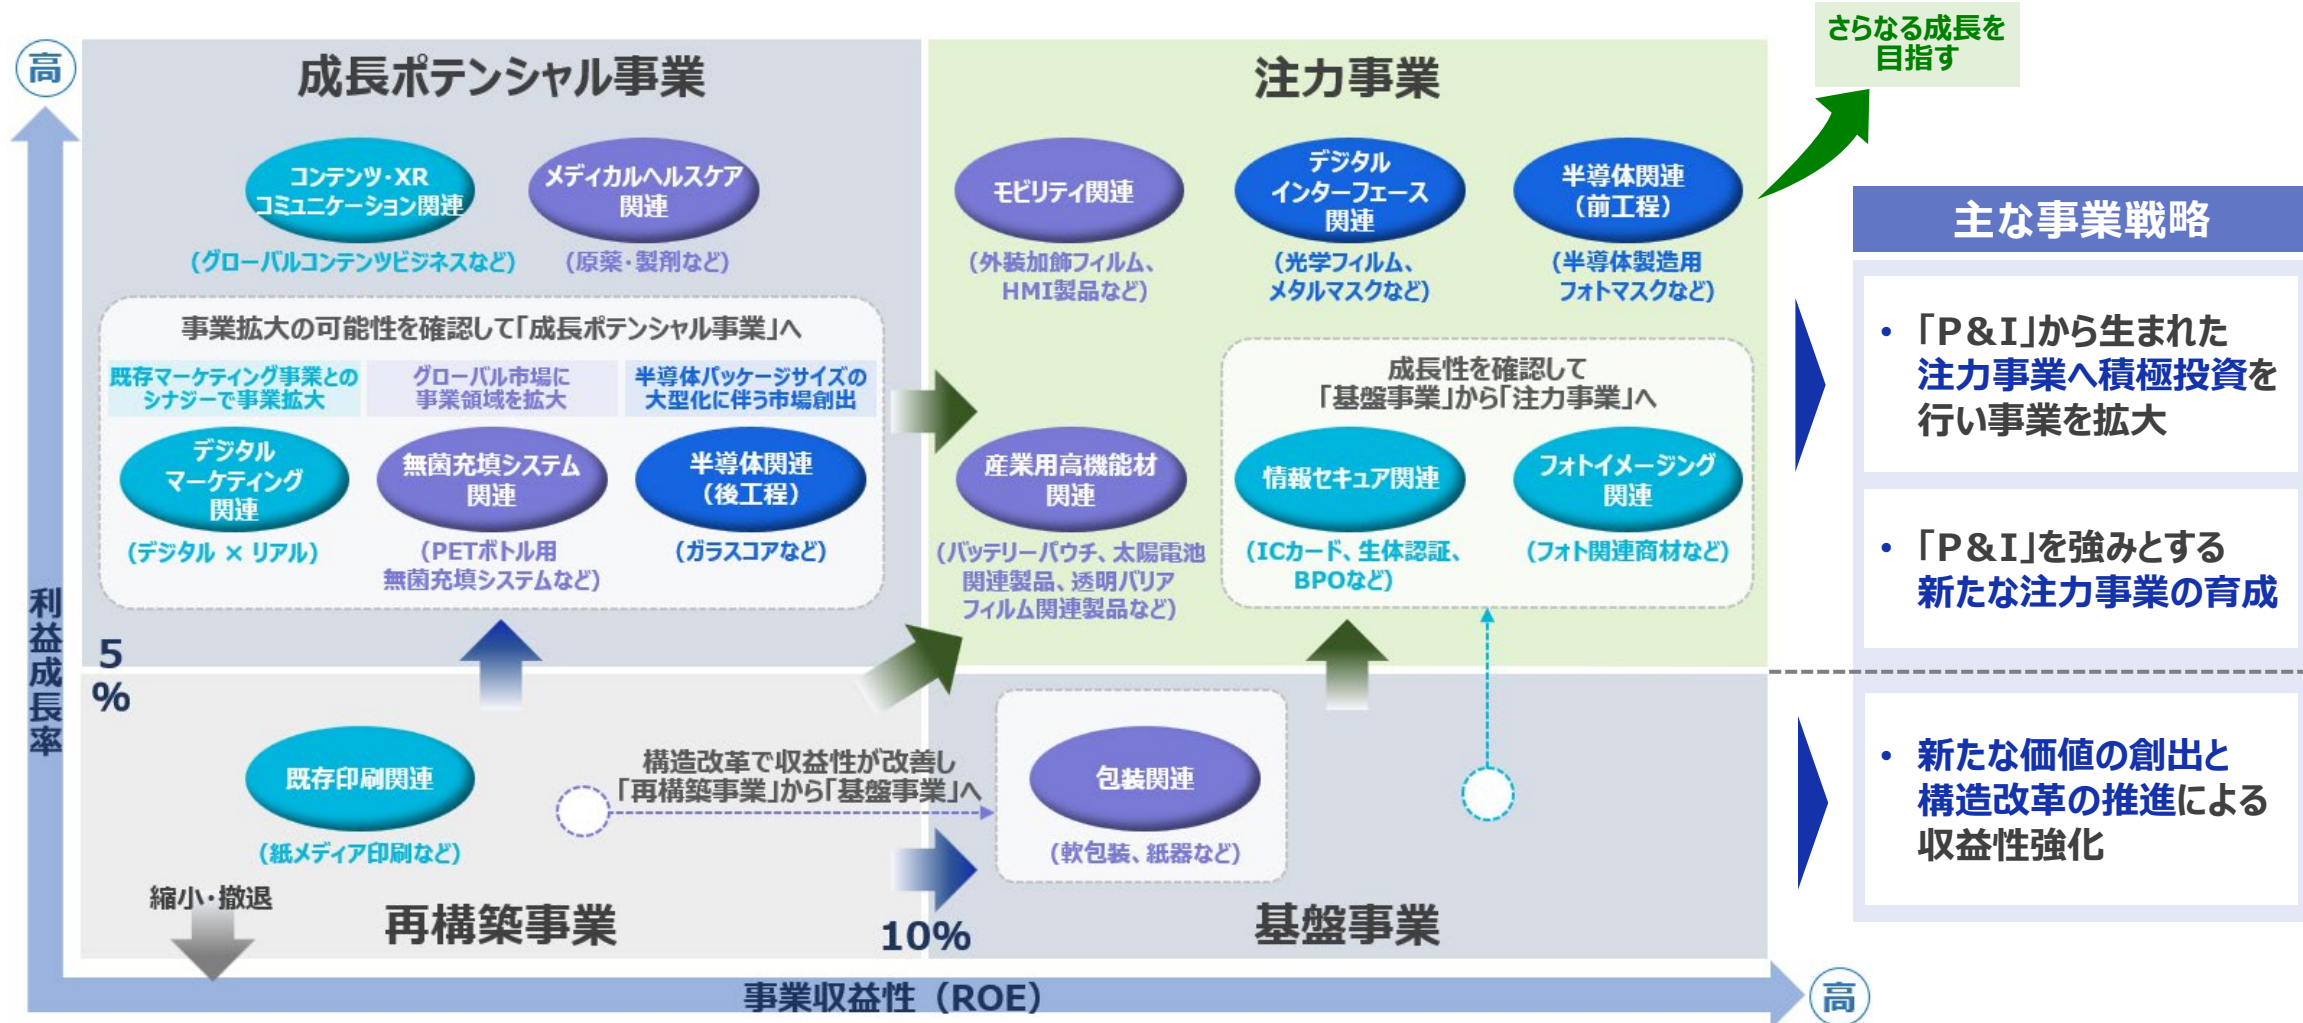 さらなる成長を
目指す
高
成長ポテンシャル事業
注力事業
コンテンツ・XR
コミュニケーション関連
(グローバルコンテンツビジネスなど)
メディカルヘルスケア
関連
(原薬・製剤など)
モビリティ関連
(外装加飾フィルム、
HMI製品など)
デジタル
インターフェース
関連
(光学フィルム、
メタルマスクなど)
半導体関連
(前工程)
(半導体製造用
フォトマスクなど)
事業拡大の可能性を確認して「成長ポテンシャル事業」へ
既存マーケティング事業との
シナジーで事業拡大
グローバル市場に
事業領域を拡大
半導体パッケージサイズの
大型化に伴う市場創出
デジタル
マーケティング
関連
(デジタル × リアル)
無菌充填システム
関連
(PETボトル用
無菌充填システムなど)
半導体関連
(後工程)
(ガラスコアなど)
産業用高機能材
関連
(バッテリーパウチ、太陽電池
関連製品、透明バリア
フィルム関連製品など)
成長性を確認して
「基盤事業」から「注力事業」へ
情報セキュア関連
(ICカード、生体認証、
BPOなど)
フォトイメージング
関連
(フォト関連商材など)
利益成長率
5
%
既存印刷関連
(紙メディア印刷など)
構造改革で収益性が改善し
「再構築事業」から「基盤事業」へ
包装関連
(軟包装、紙器など)
縮小・撤退
再構築事業
10%
基盤事業
事業収益性(ROE)
高
主な事業戦略
• 「P&I」から生まれた
注力事業へ積極投資を
行い事業を拡大
• 「P&I」を強みとする
新たな注力事業の育成
• 新たな価値の創出と
構造改革の推進による
収益性強化